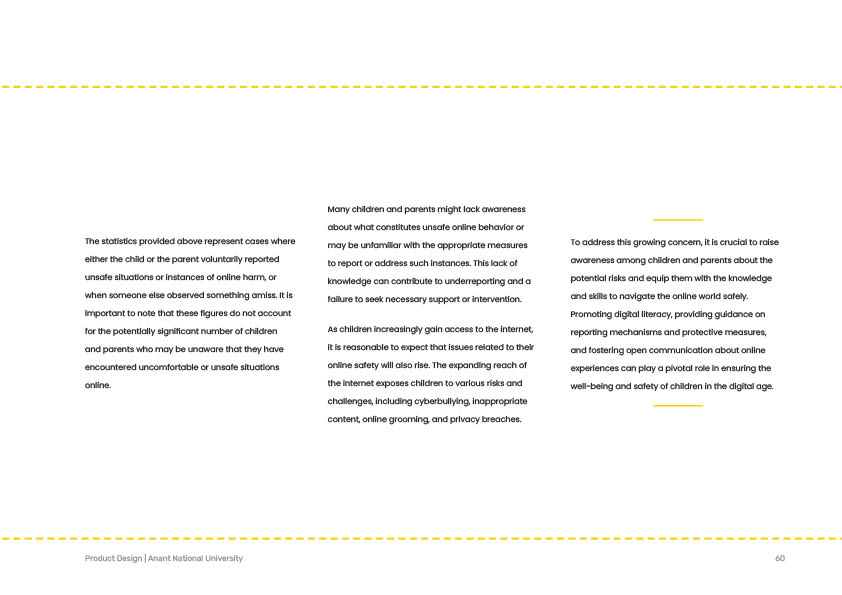 The statistics provided above represent cases where
either the child or the parent voluntarily reported
unsafe situations or instances of online harm, or
when someone else observed something amiss. It is
important to note that these figures do not account
for the potentially significant number of children
and parents who may be unaware that they have
encountered uncomfortable or unsafe situations
online.
Many children and parents might lack awareness
about what constitutes unsafe online behavior or
may be unfamiliar with the appropriate measures
to report or address such instances. This lack of
knowledge can contribute to underreporting and a
failure to seek necessary support or intervention.
As children increasingly gain access to the internet,
it is reasonable to expect that issues related to their
online safety will also rise. The expanding reach of
the internet exposes children to various risks and
challenges, including cyberbullying, inappropriate
content, online grooming, and privacy breaches.
To address this growing concern, it is crucial to raise
awareness among children and parents about the
potential risks and equip them with the knowledge
and skills to navigate the online world safely.
Promoting digital literacy, providing guidance on
reporting mechanisms and protective measures,
and fostering open communication about online
experiences can play a pivotal role in ensuring the
well-being and safety of children in the digital age.
Product Design | Anant National University
60